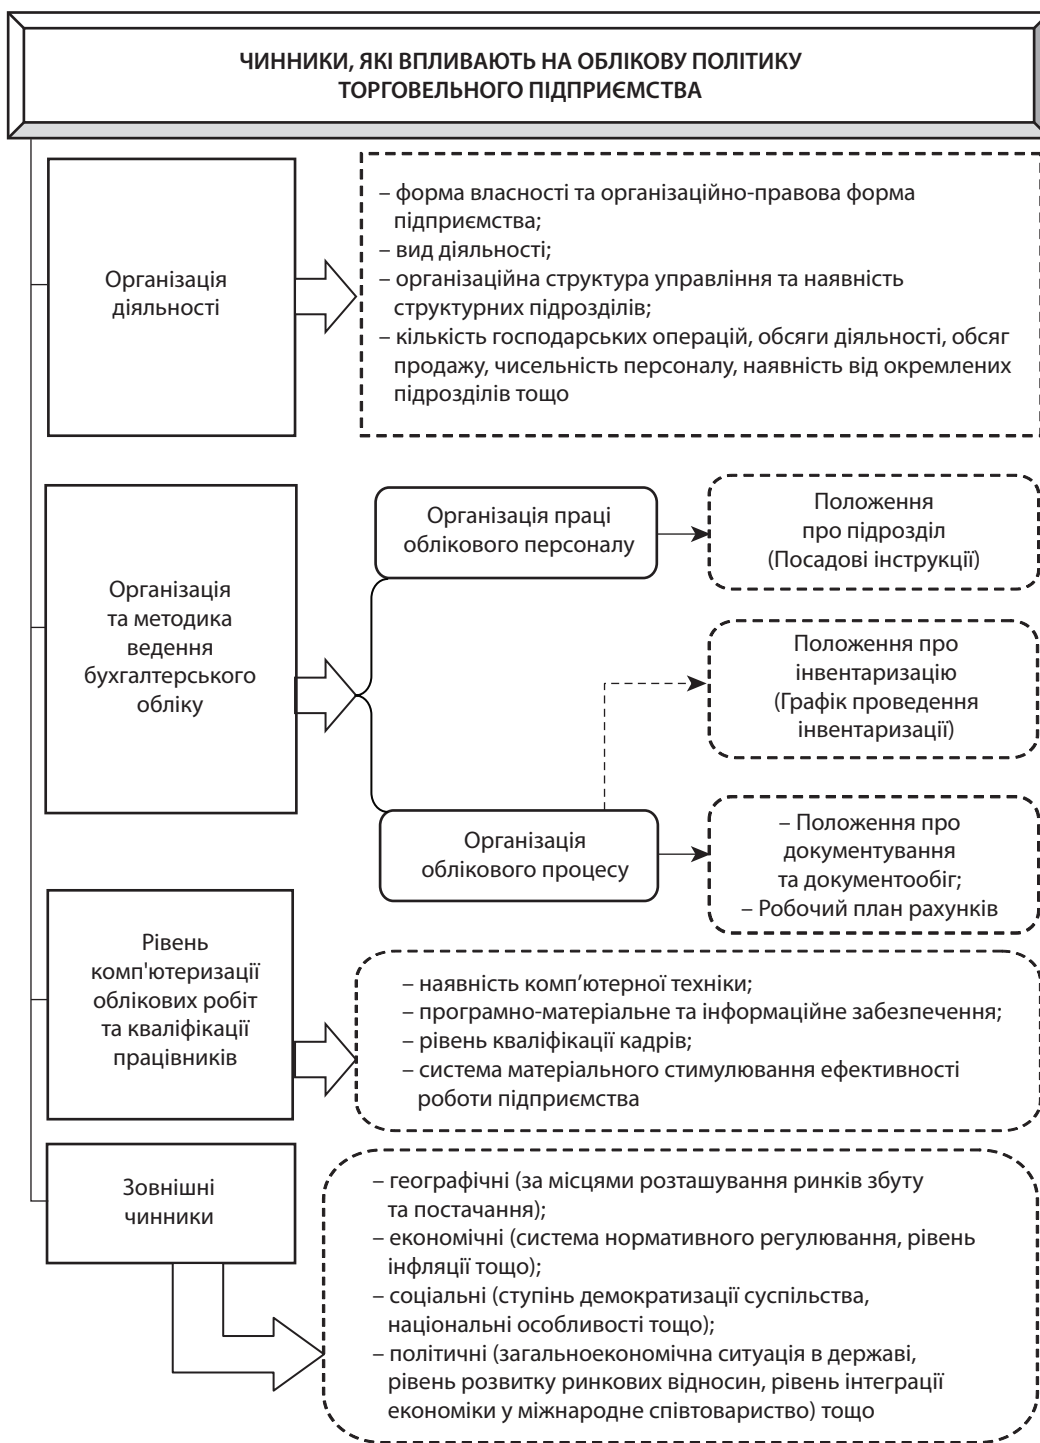 ЧИННИКИ, ЯКІ ВПЛИВАЮТЬ НА ОБЛІКОВУ ПОЛІТИКУ
ТОРГОВЕЛЬНОГО ПІДПРИЄМСТВА
Організація
діяльності
– форма власності та організаційно-правова форма
підприємства;
– вид діяльності;
– організаційна структура управління та наявність
структурних підрозділів;
– кількість господарських операцій, обсяги діяльності, обсяг
продажу, чисельність персоналу, наявність від окремлених
підрозділів тощо
Організація
та методика
ведення
бухгалтерського
обліку
Організація праці
облікового персоналу
Положення
про підрозділ
(Посадові інструкції)
Положення про
інвентаризацію
(Графік проведення
інвентаризації)
Організація
облікового процесу
– Положення про
документування
та документообіг;
– Робочий план рахунків
Рівень
комп'ютеризації
облікових робіт
та кваліфікації
працівників
– наявність комп’ютерної техніки;
– програмно-матеріальне та інформаційне забезпечення;
– рівень кваліфікації кадрів;
– система матеріального стимулювання ефективності
роботи підприємства
Зовнішні
чинники
– географічні (за місцями розташування ринків збуту
та постачання);
– економічні (система нормативного регулювання, рівень
інфляції тощо);
– соціальні (ступінь демократизації суспільства,
національні особливості тощо);
– політичні (загальноекономічна ситуація в державі,
рівень розвитку ринкових відносин, рівень інтеграції
економіки у міжнародне співтовариство) тощо